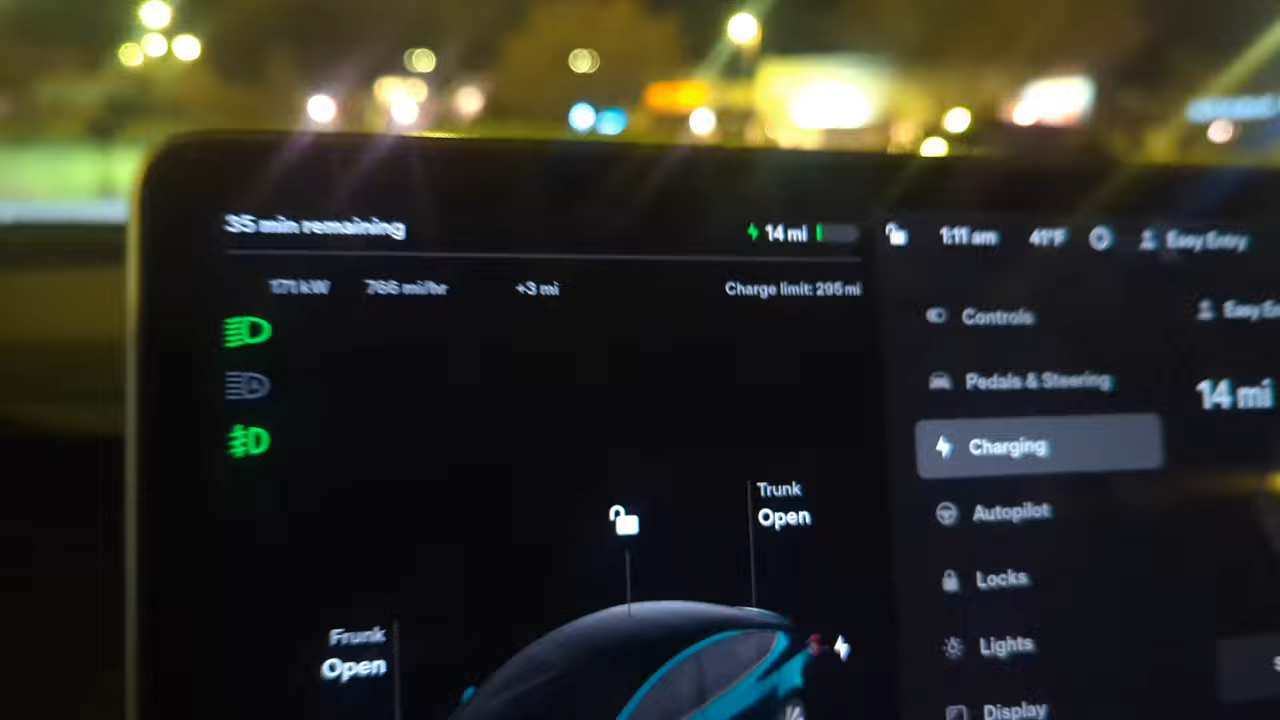 35 min remaining
14 mi
1:11 am
41°F
Easy Entry
171 kW
766 mi/hr
+3 mi
Charge limit: 295 mi
Controls
Easy
Pedals & Steering
14 mi
Charging
Trunk
Open
Autopilot
Locks
Frunk
Open
Lights
Display